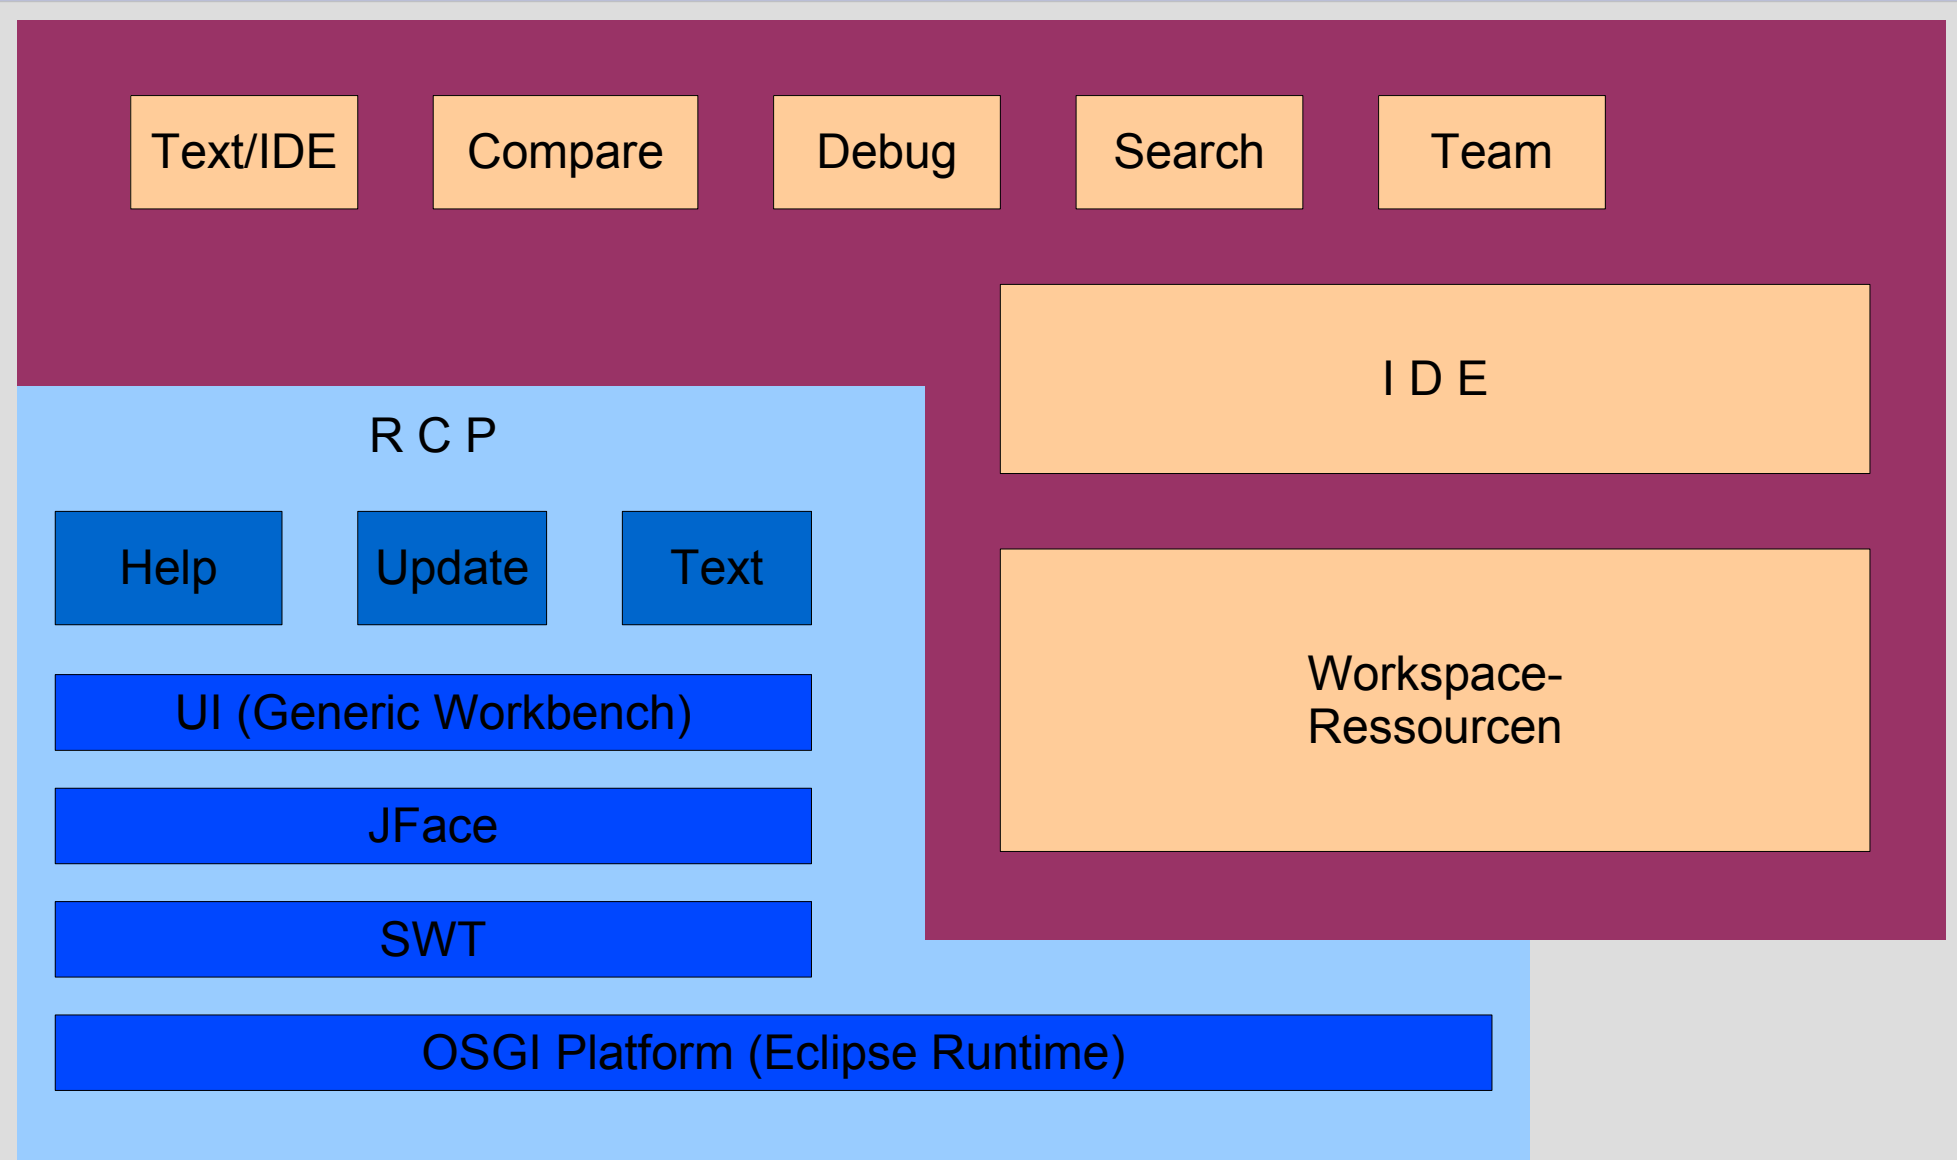 Text/IDE
Compare
Debug
Search
Team
I D E
R C P
Help
Update
Text
Workspace-
Ressourcen
UI (Generic Workbench)
JFace
SWT
OSGI Platform (Eclipse Runtime)